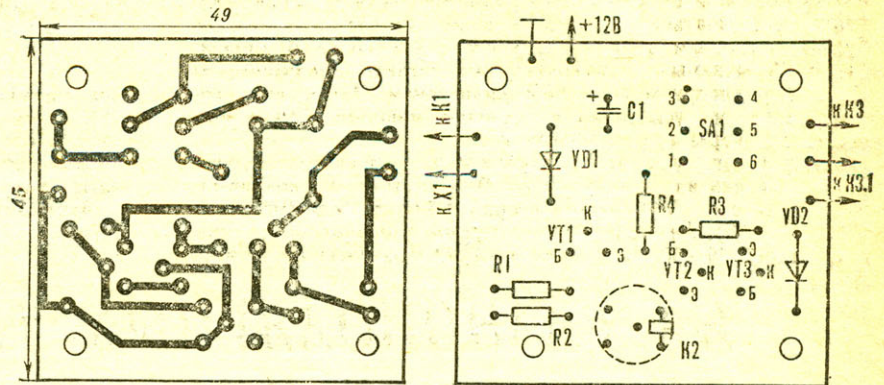 49
45
+12В
к К1
к Х1
+
C1
VD1
3
4
2
SA1
5
1
6
к К3
к К3.1
R4
R3
VD2
К
VT1
Б
Э
Б
Э
VT2
К
VT3
К
Э
Б
R1
R2
К2